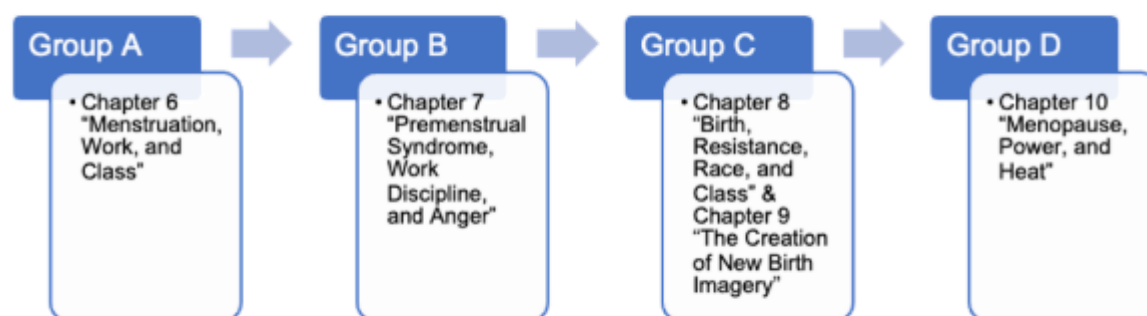 Group A
• Chapter 6
“Menstruation,
Work, and
Class”
Group B
• Chapter 7
“Premenstrual
Syndrome,
Work
Discipline,
and Anger”
Group C
• Chapter 8
“Birth,
Resistance,
Race, and
Class” &
Chapter 9
“The Creation
of New Birth
Imagery”
Group D
• Chapter 10
“Menopause,
Power, and
Heat”